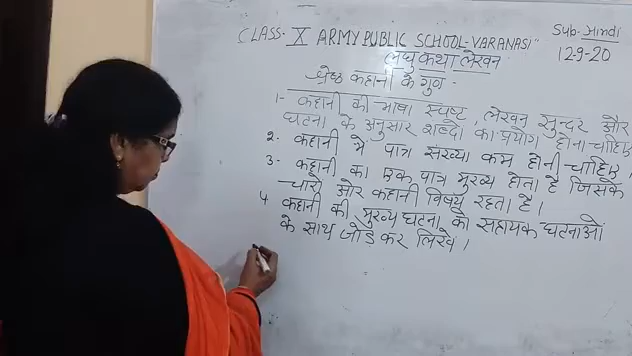 CLASS- X ARMY PUBLIC SCHOOL-VARANASI"
Sub- Hindi
12-9-20
लघु कथा लेखन
श्रेष्ठ कहानी के गुण -
1- कहानी की भाषा स्पष्ट, लेखन सुन्दर और
घटना के अनुसार शब्दो का प्रयोग होना चाहिए
2. कहानी मे पात्र संख्या कम होनी चाहिए।
3- कहानी का एक पात्र मुख्य होता है जिसके
चारो ओर कहानी विषय रहता है।
4 कहानी की मुख्य घटना को सहायक घटनाओं
के साथ जोड़ कर लिखे।